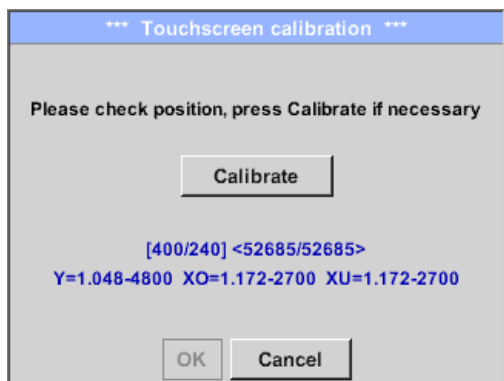 *** Touchscreen calibration ***
Please check position, press Calibrate if necessary
Calibrate
[400/240] <52685/52685>
Y=1.048-4800 XO=1.172-2700 XU=1.172-2700
OK Cancel